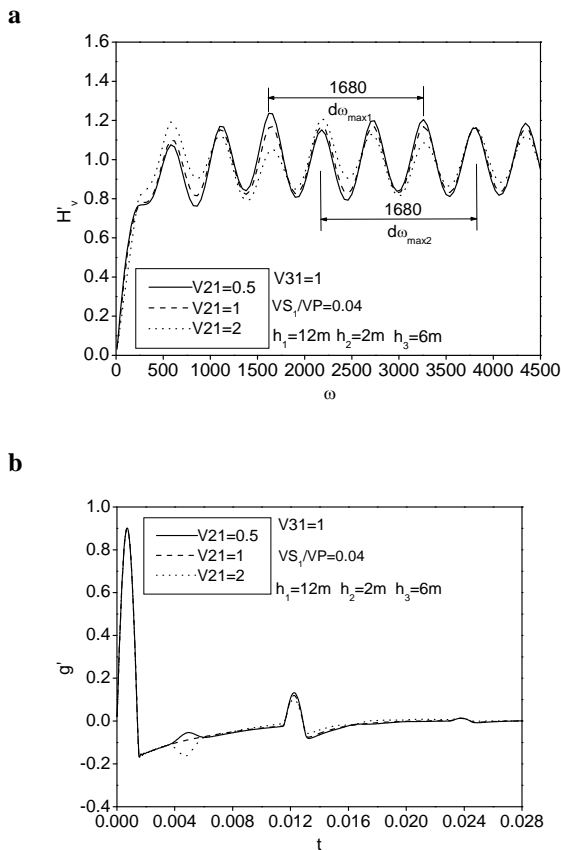 a
1.6
1.4
1.2
1.0
0.8
0.6
0.4
0.2
0.0
H'v
1680
dωmax1
1680
dωmax2
V21=0.5
V21=1
V21=2
V31=1
VS1/VP=0.04
h1=12m h2=2m h3=6m
0 500 1000 1500 2000 2500 3000 3500 4000 4500
ω
b
1.0
0.8
0.6
0.4
0.2
0.0
-0.2
-0.4
g'
V21=0.5
V21=1
V21=2
V31=1
VS1/VP=0.04
h1=12m h2=2m h3=6m
0.000 0.004 0.008 0.012 0.016 0.020 0.024 0.028
t